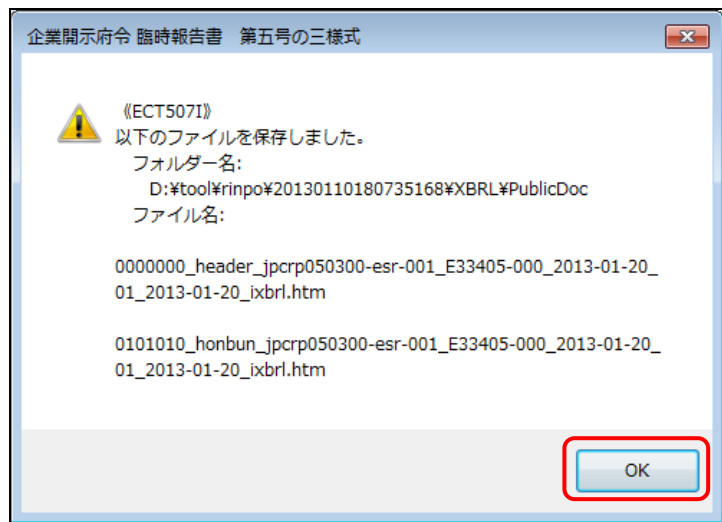 企業開示府令 臨時報告書　第五号の三様式
《ECT507I》
以下のファイルを保存しました。
フォルダー名:
D:¥tool¥rinpo¥20130110180735168¥XBRL¥PublicDoc
ファイル名:
0000000_header_jpcrp050300-esr-001_E33405-000_2013-01-20_
01_2013-01-20_ixbrl.htm
0101010_honbun_jpcrp050300-esr-001_E33405-000_2013-01-20_
01_2013-01-20_ixbrl.htm
OK